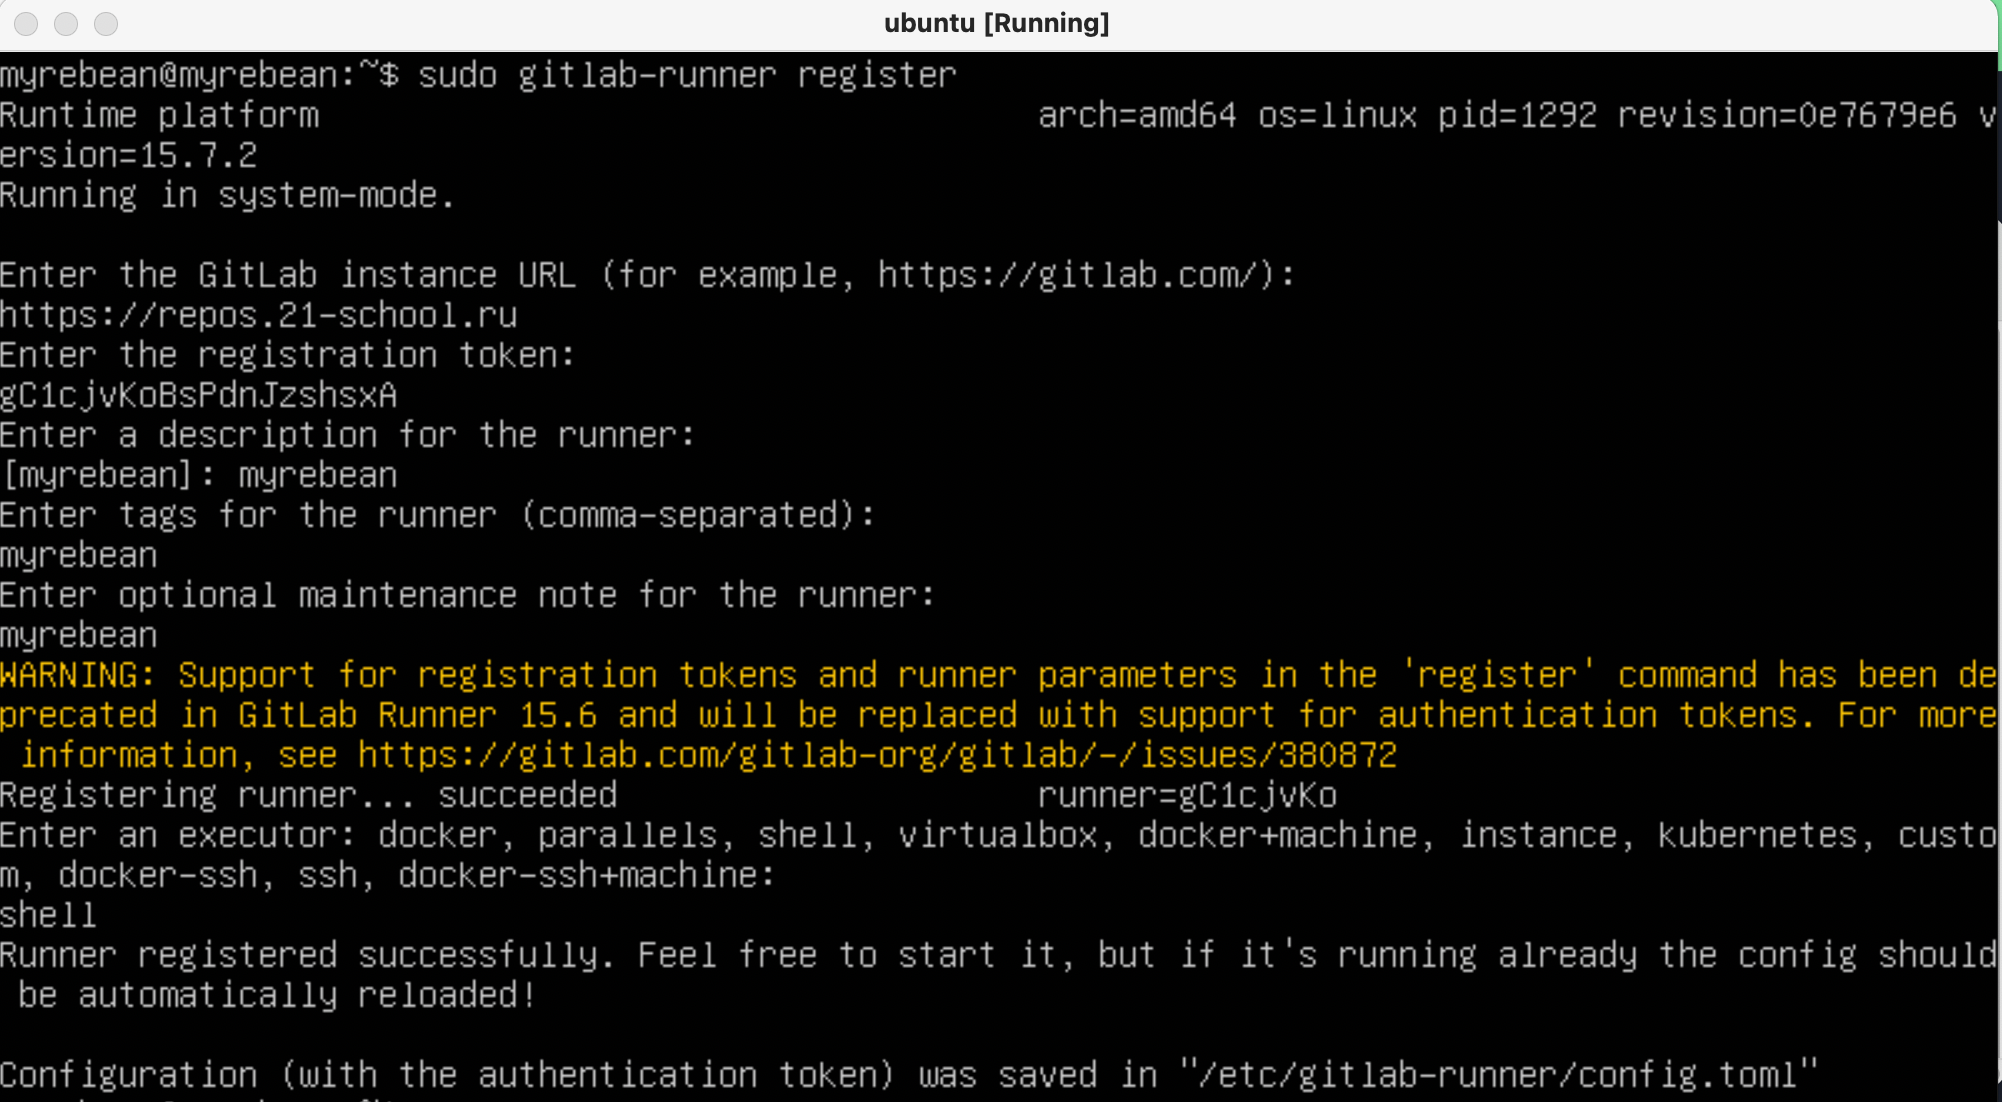 ubuntu [Running]
myrebean@myrebean:~$ sudo gitlab-runner register
Runtime platform                                    arch=amd64 os=linux pid=1292 revision=0e7679e6 v
ersion=15.7.2
Running in system-mode.
Enter the GitLab instance URL (for example, https://gitlab.com/):
https://repos.21-school.ru
Enter the registration token:
gC1cjvKoBsPdnJzshsxA
Enter a description for the runner:
[myrebean]: myrebean
Enter tags for the runner (comma-separated):
myrebean
Enter optional maintenance note for the runner:
myrebean
WARNING: Support for registration tokens and runner parameters in the 'register' command has been de
precated in GitLab Runner 15.6 and will be replaced with support for authentication tokens. For more
 information, see https://gitlab.com/gitlab-org/gitlab/-/issues/380872
Registering runner... succeeded                     runner=gC1cjvKo
Enter an executor: docker, parallels, shell, virtualbox, docker+machine, instance, kubernetes, custo
m, docker-ssh, ssh, docker-ssh+machine:
shell
Runner registered successfully. Feel free to start it, but if it's running already the config should
 be automatically reloaded!
Configuration (with the authentication token) was saved in "/etc/gitlab-runner/config.toml"